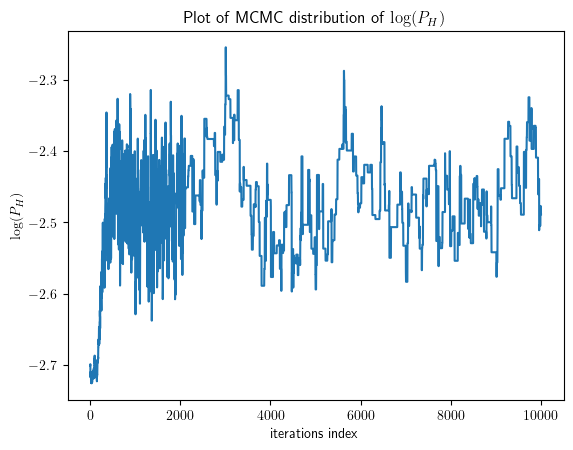 Plot of MCMC distribution of log(P_H)
log(P_H)
−2.3
−2.4
−2.5
−2.6
−2.7
0 2000 4000 6000 8000 10000
iterations index